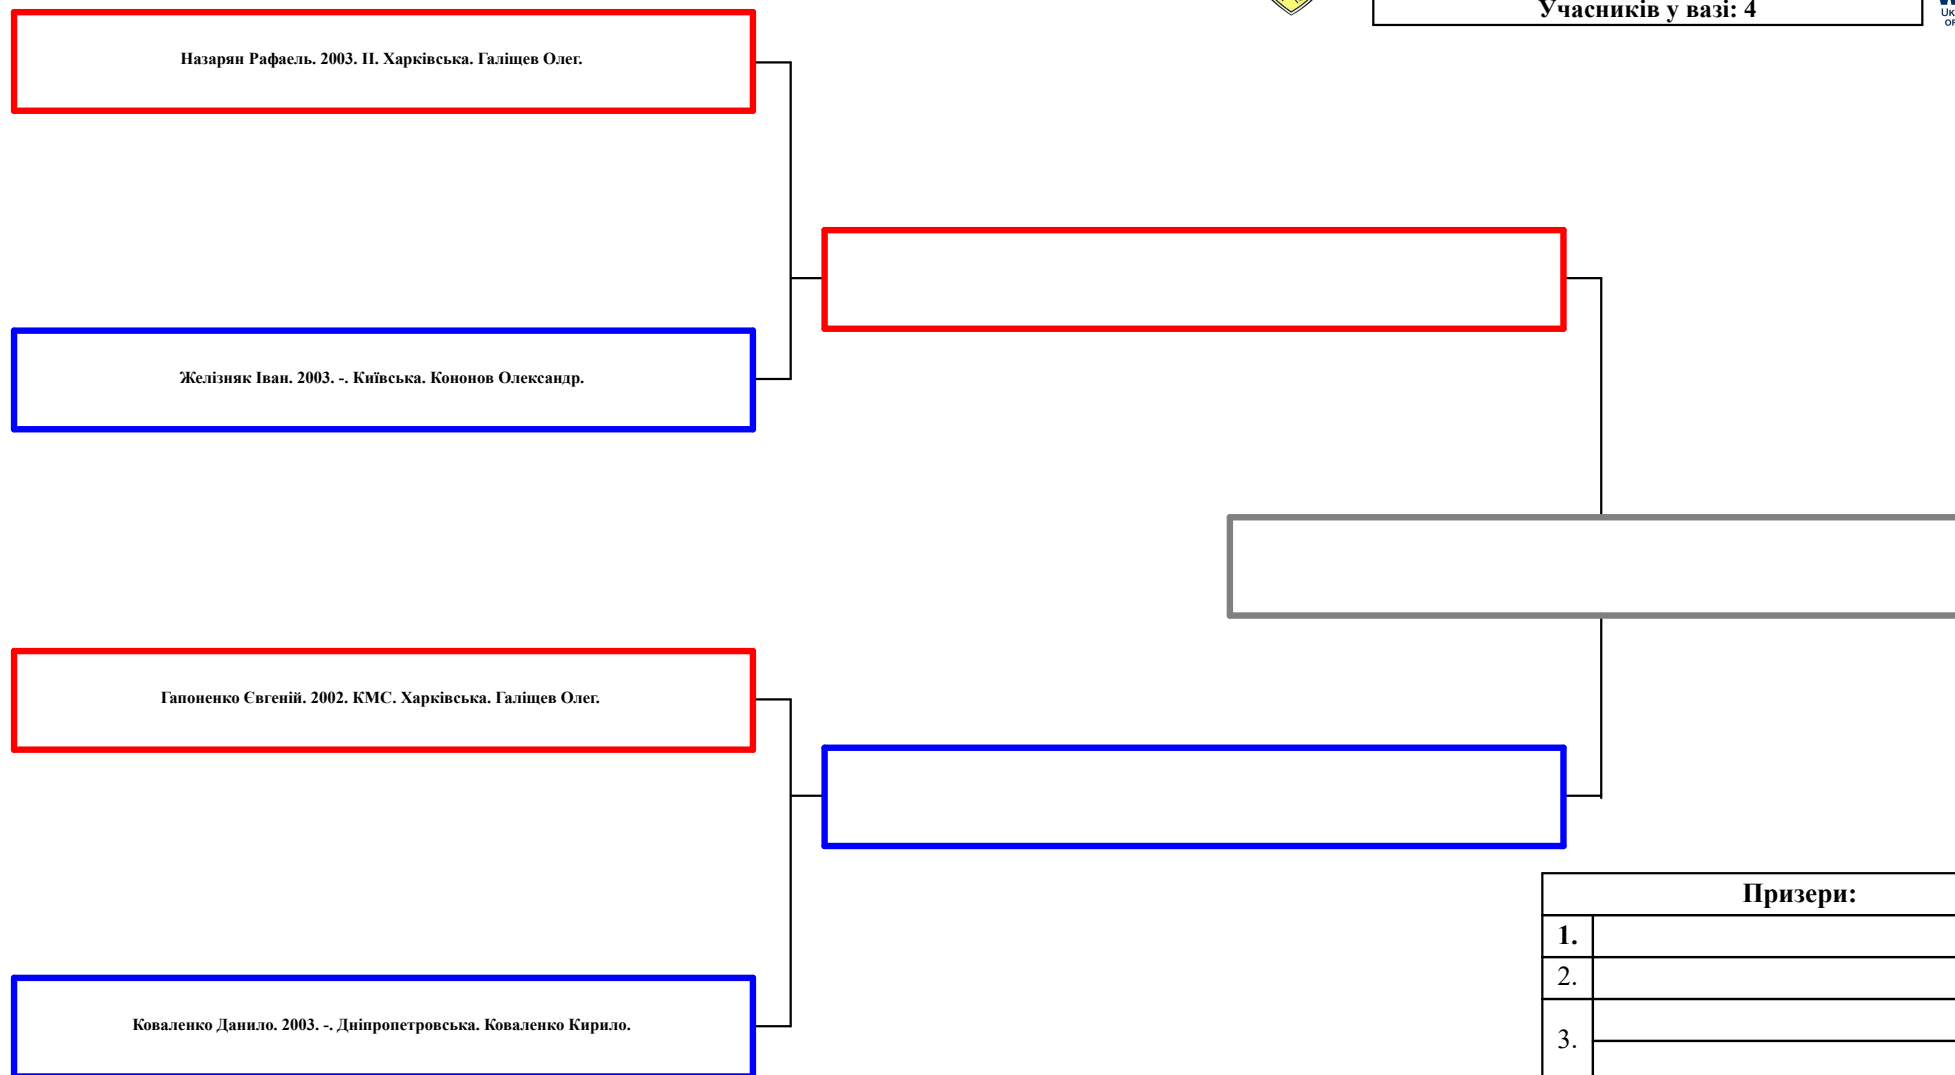 Учасників у вазі: 4
Назарян Рафаель. 2003. II. Харківська. Галіщев Олег.
Желізняк Іван. 2003. -. Київська. Кононов Олександр.
Гапоненко Євгеній. 2002. КМС. Харківська. Галіщев Олег.
Коваленко Данило. 2003. -. Дніпропетровська. Коваленко Кирило.
Призери:
1.
2.
3.